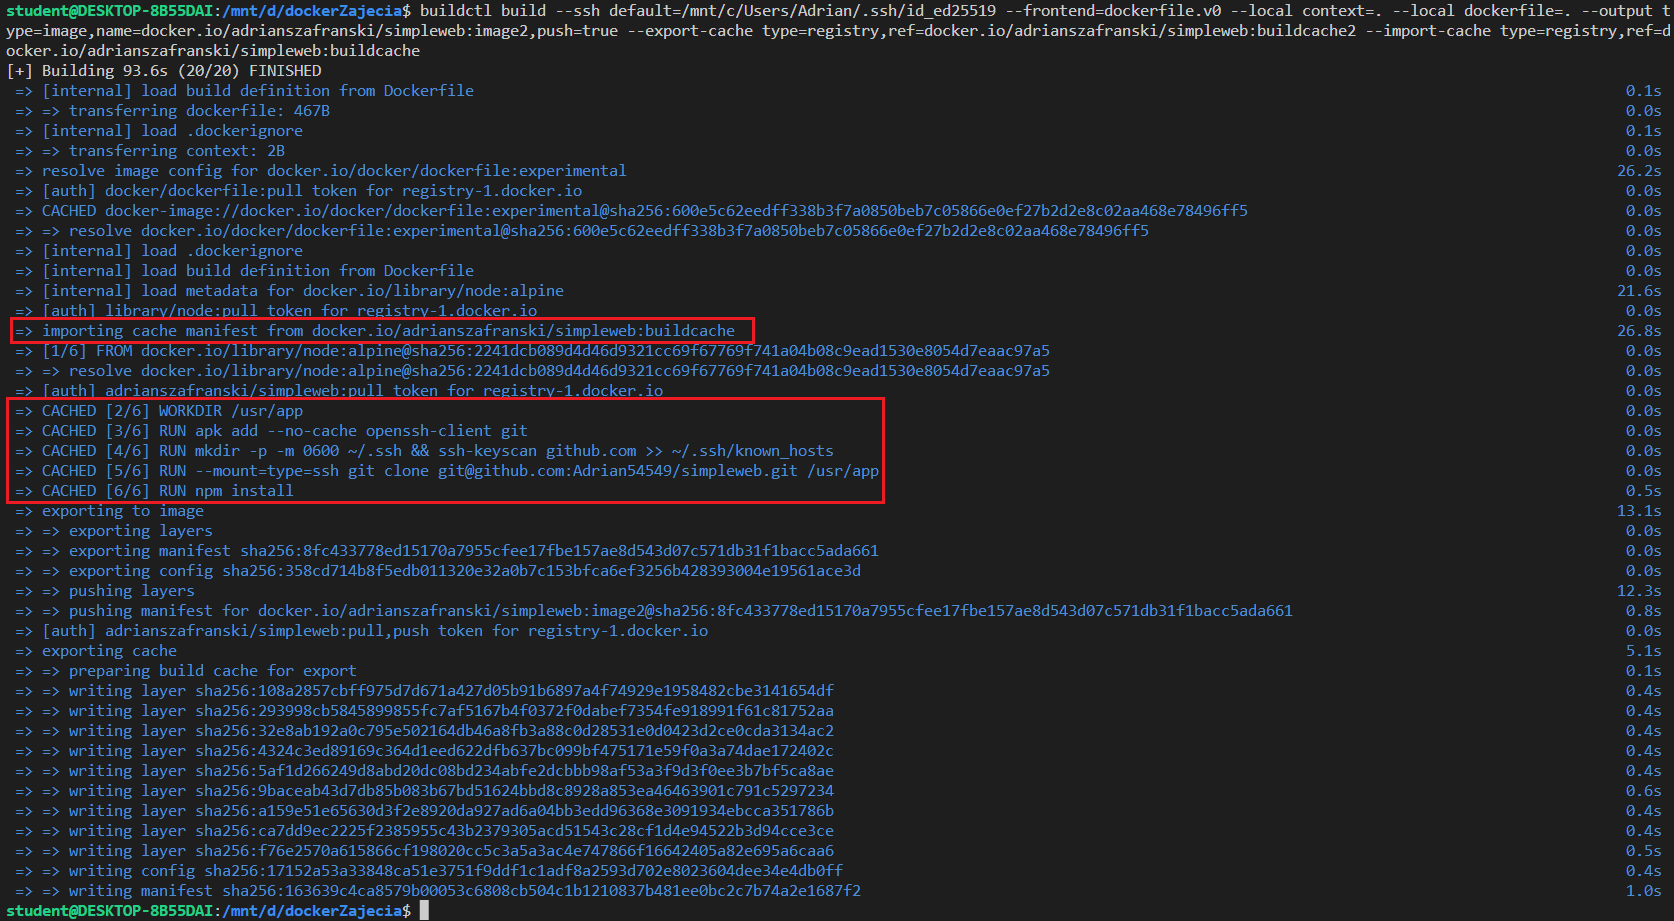 student@DESKTOP-8B55DAI:/mnt/d/dockerZajecia$ buildctl build --ssh default=/mnt/c/Users/Adrian/.ssh/id_ed25519 --frontend=dockerfile.v0 --local context=. --local dockerfile=. --output t
ype=image,name=docker.io/adrianszafranski/simpleweb:image2,push=true --export-cache type=registry,ref=docker.io/adrianszafranski/simpleweb:buildcache2 --import-cache type=registry,ref=d
ocker.io/adrianszafranski/simpleweb:buildcache
[+] Building 93.6s (20/20) FINISHED
=> [internal] load build definition from Dockerfile 0.1s
=> => transferring dockerfile: 467B 0.0s
=> [internal] load .dockerignore 0.1s
=> => transferring context: 2B 0.0s
=> resolve image config for docker.io/docker/dockerfile:experimental 26.2s
=> [auth] docker/dockerfile:pull token for registry-1.docker.io 0.0s
=> CACHED docker-image://docker.io/docker/dockerfile:experimental@sha256:600e5c62eedff338b3f7a0850beb7c05866e0ef27b2d2e8c02aa468e78496ff5 0.0s
=> => resolve docker.io/docker/dockerfile:experimental@sha256:600e5c62eedff338b3f7a0850beb7c05866e0ef27b2d2e8c02aa468e78496ff5 0.0s
=> [internal] load .dockerignore 0.0s
=> [internal] load build definition from Dockerfile 0.0s
=> [internal] load metadata for docker.io/library/node:alpine 21.6s
=> [auth] library/node:pull token for registry-1.docker.io 0.0s
=> importing cache manifest from docker.io/adrianszafranski/simpleweb:buildcache 26.8s
=> [1/6] FROM docker.io/library/node:alpine@sha256:2241dcb089d4d46d9321cc69f67769f741a04b08c9ead1530e8054d7eaac97a5 0.0s
=> => resolve docker.io/library/node:alpine@sha256:2241dcb089d4d46d9321cc69f67769f741a04b08c9ead1530e8054d7eaac97a5 0.0s
=> [auth] adrianszafranski/simpleweb:pull token for registry-1.docker.io 0.0s
=> CACHED [2/6] WORKDIR /usr/app 0.0s
=> CACHED [3/6] RUN apk add --no-cache openssh-client git 0.0s
=> CACHED [4/6] RUN mkdir -p -m 0600 ~/.ssh && ssh-keyscan github.com >> ~/.ssh/known_hosts 0.0s
=> CACHED [5/6] RUN --mount=type=ssh git clone git@github.com:Adrian54549/simpleweb.git /usr/app 0.0s
=> CACHED [6/6] RUN npm install 0.5s
=> exporting to image 13.1s
=> => exporting layers 0.0s
=> => exporting manifest sha256:8fc433778ed15170a7955cfee17fbe157ae8d543d07c571db31f1bacc5ada661 0.0s
=> => exporting config sha256:358cd714b8f5edb011320e32a0b7c153bfca6ef3256b428393004e19561ace3d 0.0s
=> => pushing layers 12.3s
=> => pushing manifest for docker.io/adrianszafranski/simpleweb:image2@sha256:8fc433778ed15170a7955cfee17fbe157ae8d543d07c571db31f1bacc5ada661 0.8s
=> [auth] adrianszafranski/simpleweb:pull,push token for registry-1.docker.io 0.0s
=> exporting cache 5.1s
=> => preparing build cache for export 0.1s
=> => writing layer sha256:108a2857cbff975d7d671a427d05b91b6897a4f74929e1958482cbe3141654df 0.4s
=> => writing layer sha256:293998cb5845899855fc7af5167b4f0372f0dabef7354fe918991f61c81752aa 0.4s
=> => writing layer sha256:32e8ab192a0c795e502164db46a8fb3a88c0d28531e0d0423d2ce0cda3134ac2 0.4s
=> => writing layer sha256:4324c3ed89169c364d1eed622dfb637bc099bf475171e59f0a3a74dae172402c 0.4s
=> => writing layer sha256:5af1d266249d8abd20dc08bd234abfe2dcbbb98af53a3f9d3f0ee3b7bf5ca8ae 0.4s
=> => writing layer sha256:9baceab43d7db85b083b67bd51624bbd8c8928a853ea46463901c791c5297234 0.6s
=> => writing layer sha256:a159e51e65630d3f2e8920da927ad6a04bb3edd96368e3091934ebcca351786b 0.4s
=> => writing layer sha256:ca7dd9ec2225f2385955c43b2379305acd51543c28cf1d4e94522b3d94cce3ce 0.4s
=> => writing layer sha256:f76e2570a615866cf198020cc5c3a5a3ac4e747866f16642405a82e695a6caa6 0.5s
=> => writing config sha256:17152a53a33848ca51e3751f9ddf1c1adf8a2593d702e8023604dee34e4db0ff 0.4s
=> => writing manifest sha256:163639c4ca8579b00053c6808cb504c1b1210837b481ee0bc2c7b74a2e1687f2 1.0s
student@DESKTOP-8B55DAI:/mnt/d/dockerZajecia$